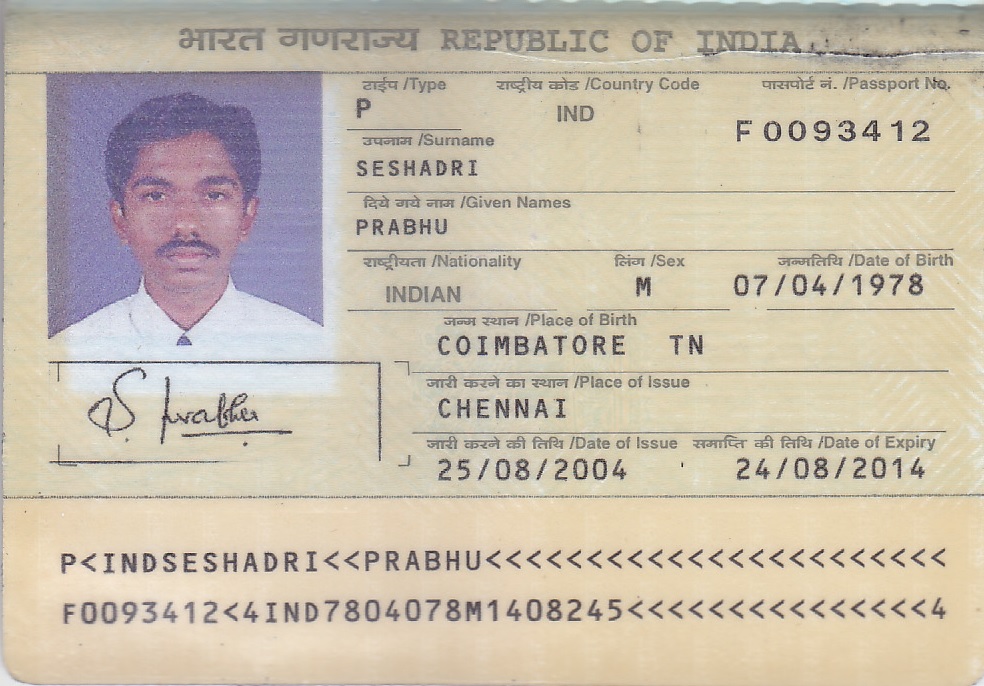 भारत गणराज्य REPUBLIC OF INDIA
टाईप /Type राष्ट्रीय कोड /Country Code पासपोर्ट नं. /Passport No.
P IND F0093412
उपनाम /Surname
SESHADRI
दिये गये नाम /Given Names
PRABHU
राष्ट्रीयता /Nationality लिंग /Sex जन्मतिथि /Date of Birth
INDIAN M 07/04/1978
जन्म स्थान /Place of Birth
COIMBATORE TN
जारी करने का स्थान /Place of Issue
CHENNAI
S. Prabhu
जारी करने की तिथि /Date of Issue समाप्ति की तिथि /Date of Expiry
25/08/2004 24/08/2014
P<INDSESHADRI<<PRABHU<<<<<<<<<<<<<<<<<<<<<<<
F0093412<4IND7804078M1408245<<<<<<<<<<<<<<<4